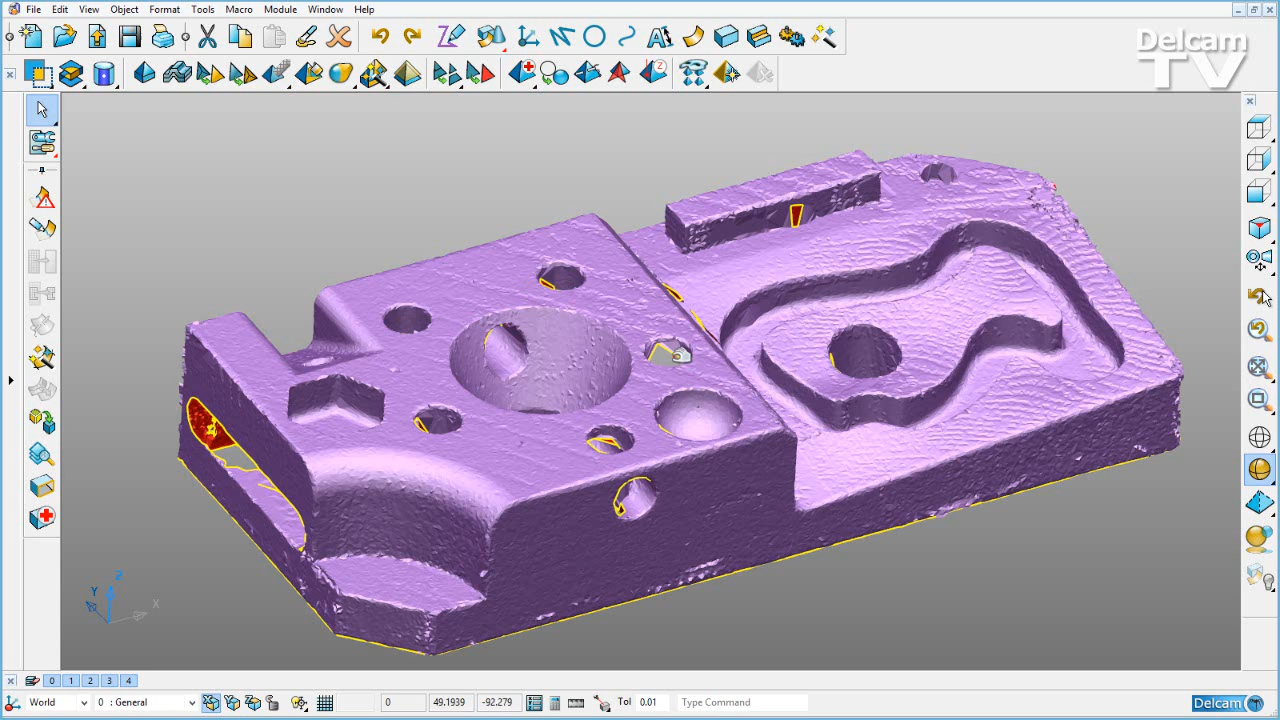 File Edit View Object Format Tools Macro Module Window Help
Delcam
TV
Z
Y
X
0 1 2 3 4
World 0 : General 0 49.1939 -92.279 Tol 0.01 Type Command
Delcam